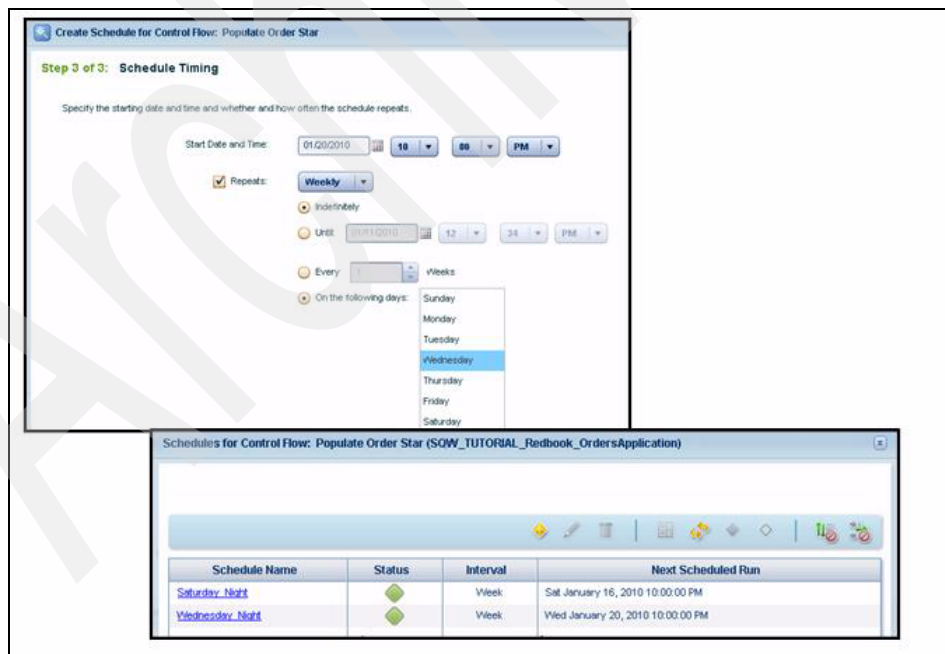 Create Schedule for Control Flow: Populate Order Star
Step 3 of 3: Schedule Timing
Specify the starting date and time and whether and how often the schedule repeats.
Start Date and Time: 01/20/2010 10 00 PM
Repeats: Weekly
Indefinitely
Until 01/11/2010 12 34 PM
Every 1 Weeks
On the following days: Sunday
Monday
Tuesday
Wednesday
Thursday
Friday
Saturday
Schedules for Control Flow: Populate Order Star (SQW_TUTORIAL_Redbook_OrdersApplication)
Schedule Name Status Interval Next Scheduled Run
Saturday_Night Week Sat January 16, 2010 10:00:00 PM
Wednesday_Night Week Wed January 20, 2010 10:00:00 PM